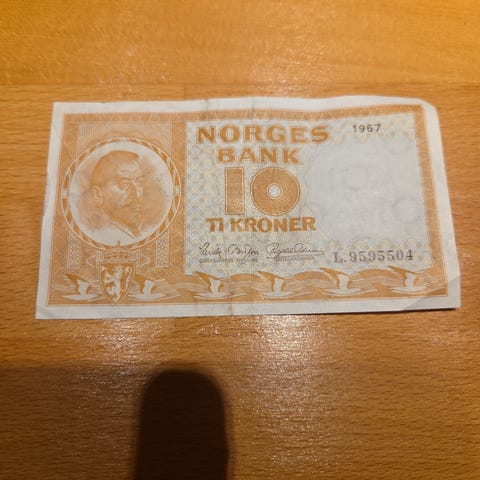 NORGES
BANK
1967
10
TI KRONER
L.9595504